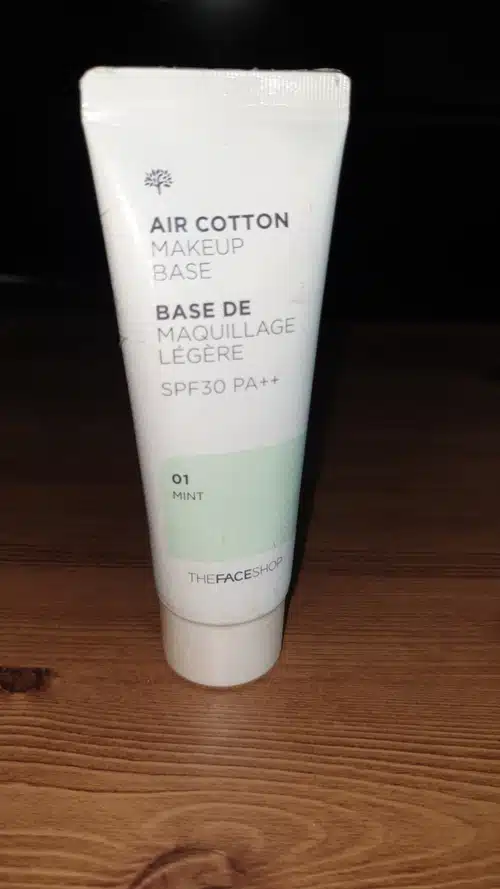 AIR COTTON
MAKEUP
BASE
BASE DE
MAQUILLAGE
LÉGÈRE
SPF30 PA++
01
MINT
THEFACESHOP